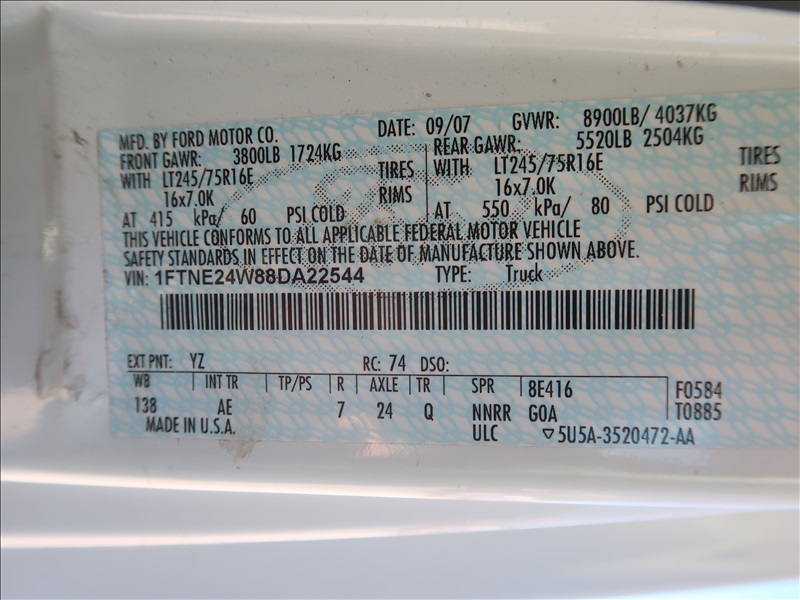 MFD. BY FORD MOTOR CO. DATE: 09/07 GVWR: 8900LB/ 4037KG
FRONT GAWR: 3800LB 1724KG REAR GAWR: 5520LB 2504KG
WITH LT245/75R16E TIRES WITH LT245/75R16E TIRES
16x7.0K RIMS 16x7.0K RIMS
AT 415 kPa/ 60 PSI COLD AT 550 kPa/ 80 PSI COLD
THIS VEHICLE CONFORMS TO ALL APPLICABLE FEDERAL MOTOR VEHICLE
SAFETY STANDARDS IN EFFECT ON THE DATE OF MANUFACTURE SHOWN ABOVE.
VIN: 1FTNE24W88DA22544 TYPE: Truck
EXT PNT: YZ RC: 74 DSO:
WB INT TR TP/PS R AXLE TR SPR 8E416 F0584
138 AE 7 24 Q NNRR GOA T0885
MADE IN U.S.A. ULC ▽5U5A-3520472-AA